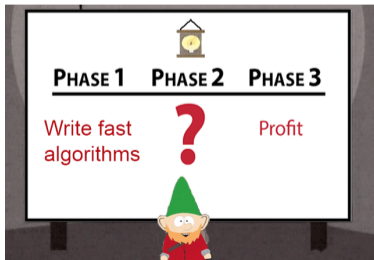 PHASE 1 PHASE 2 PHASE 3
Write fast
algorithms
?
Profit